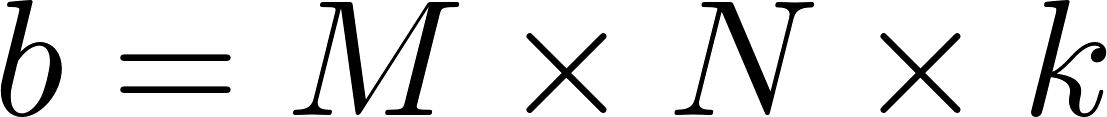 b = M × N × k